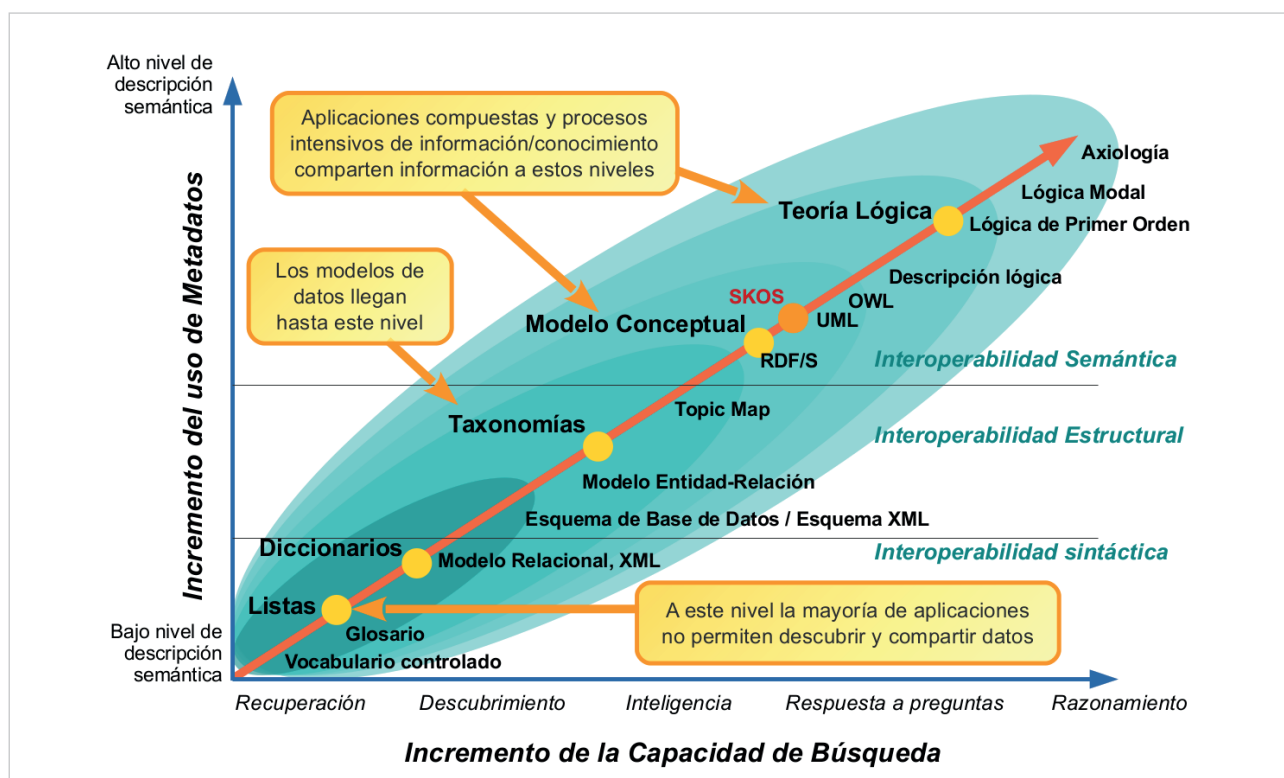 Alto nivel de
descripción
semántica
Aplicaciones compuestas y procesos
intensivos de información/conocimiento
comparten información a estos niveles
Axiología
Lógica Modal
Teoría Lógica
Lógica de Primer Orden
Los modelos de
datos llegan
hasta este nivel
Descripción lógica
SKOS
OWL
Modelo Conceptual
UML
RDF/S
Interoperabilidad Semántica
Incremento del uso de Metadatos
Topic Map
Taxonomías
Interoperabilidad Estructural
Modelo Entidad-Relación
Esquema de Base de Datos / Esquema XML
Diccionarios
Interoperabilidad sintáctica
Modelo Relacional, XML
Listas
A este nivel la mayoría de aplicaciones
no permiten descubrir y compartir datos
Glosario
Bajo nivel de
descripción
semántica
Vocabulario controlado
Recuperación Descubrimiento Inteligencia Respuesta a preguntas Razonamiento
Incremento de la Capacidad de Búsqueda